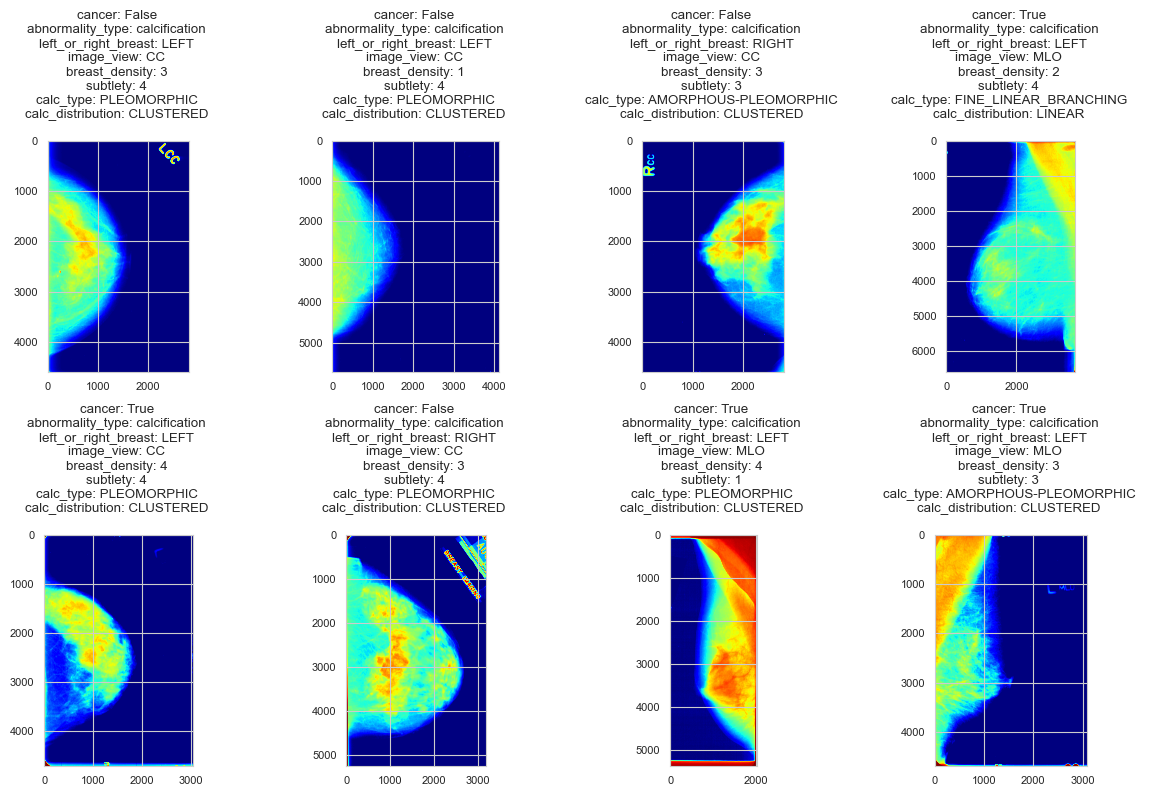 cancer: False
abnormality_type: calcification
left_or_right_breast: LEFT
image_view: CC
breast_density: 3
subtlety: 4
calc_type: PLEOMORPHIC
calc_distribution: CLUSTERED
0
1000
2000
3000
4000
L CC
0
1000
2000
cancer: False
abnormality_type: calcification
left_or_right_breast: LEFT
image_view: CC
breast_density: 1
subtlety: 4
calc_type: PLEOMORPHIC
calc_distribution: CLUSTERED
0
1000
2000
3000
4000
5000
0
1000
2000
3000
4000
cancer: False
abnormality_type: calcification
left_or_right_breast: RIGHT
image_view: CC
breast_density: 3
subtlety: 3
calc_type: AMORPHOUS-PLEOMORPHIC
calc_distribution: CLUSTERED
0
1000
2000
3000
4000
R CC
0
1000
2000
cancer: True
abnormality_type: calcification
left_or_right_breast: LEFT
image_view: MLO
breast_density: 2
subtlety: 4
calc_type: FINE_LINEAR_BRANCHING
calc_distribution: LINEAR
0
1000
2000
3000
4000
5000
6000
0
2000
cancer: True
abnormality_type: calcification
left_or_right_breast: LEFT
image_view: CC
breast_density: 4
subtlety: 4
calc_type: PLEOMORPHIC
calc_distribution: CLUSTERED
0
1000
2000
3000
4000
0
1000
2000
3000
cancer: False
abnormality_type: calcification
left_or_right_breast: RIGHT
image_view: CC
breast_density: 3
subtlety: 4
calc_type: PLEOMORPHIC
calc_distribution: CLUSTERED
0
1000
2000
3000
4000
5000
0
1000
2000
3000
cancer: True
abnormality_type: calcification
left_or_right_breast: LEFT
image_view: MLO
breast_density: 4
subtlety: 1
calc_type: PLEOMORPHIC
calc_distribution: CLUSTERED
0
1000
2000
3000
4000
5000
0
2000
cancer: True
abnormality_type: calcification
left_or_right_breast: LEFT
image_view: MLO
breast_density: 3
subtlety: 3
calc_type: AMORPHOUS-PLEOMORPHIC
calc_distribution: CLUSTERED
0
1000
2000
3000
4000
0
1000
2000
3000